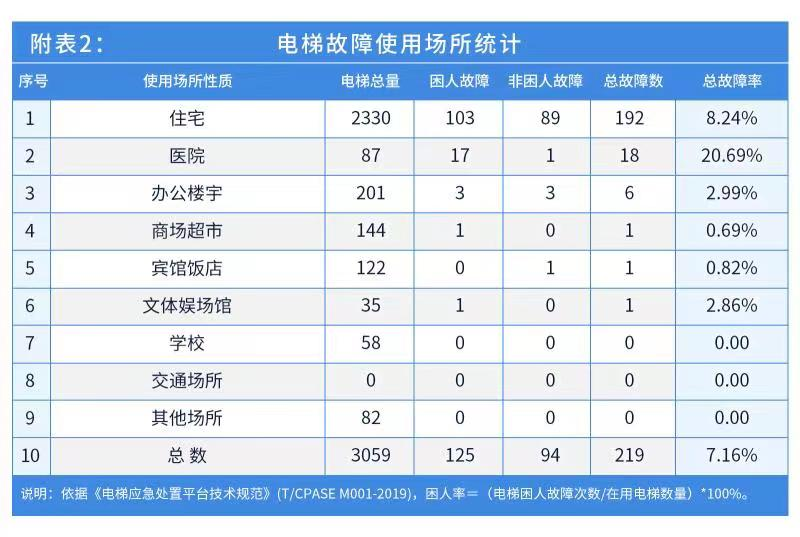 附表2： 电梯故障使用场所统计
序号 使用场所性质 电梯总量 困人故障 非困人故障 总故障数 总故障率
1 住宅 2330 103 89 192 8.24%
2 医院 87 17 1 18 20.69%
3 办公楼宇 201 3 3 6 2.99%
4 商场超市 144 1 0 1 0.69%
5 宾馆饭店 122 0 1 1 0.82%
6 文体娱场馆 35 1 0 1 2.86%
7 学校 58 0 0 0 0.00
8 交通场所 0 0 0 0 0.00
9 其他场所 82 0 0 0 0.00
10 总 数 3059 125 94 219 7.16%
说明：依据《电梯应急处置平台技术规范》(T/CPASE M001-2019)，困人率＝（电梯困人故障次数/在用电梯数量）*100%。